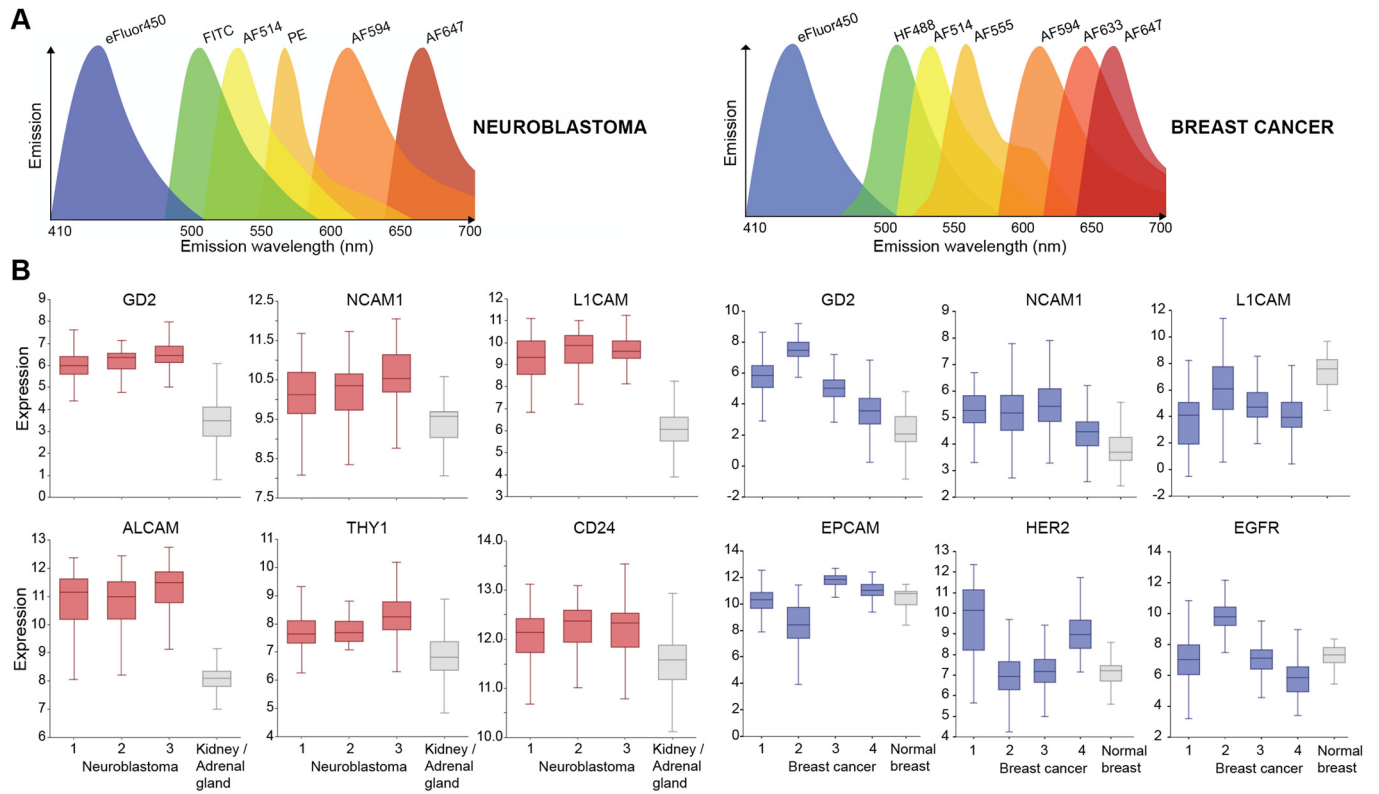 A
eFluor450 FITC AF514 PE AF594 AF647
eFluor450 HF488 AF514 AF555 AF594 AF633 AF647
Emission
NEUROBLASTOMA
Emission
BREAST CANCER
410 500 550 600 650 700
Emission wavelength (nm)
410 500 550 600 650 700
Emission wavelength (nm)
B
GD2
Expression
9
8
7
6
5
4
3
2
1
0
NCAM1
12.5
11.5
10.5
9.5
8.5
7.5
L1CAM
12
11
10
9
8
7
6
5
4
3
GD2
10
8
6
4
2
0
-2
NCAM1
9
8
7
6
5
4
3
2
L1CAM
12
10
8
6
4
2
0
-2
ALCAM
Expression
13
12
11
10
9
8
7
6
1 2 3 Kidney /
Neuroblastoma Adrenal
gland
THY1
11
10
9
8
7
6
5
4
1 2 3 Kidney /
Neuroblastoma Adrenal
gland
CD24
14.0
13.0
12.0
11.0
10.0
1 2 3 Kidney /
Neuroblastoma Adrenal
gland
EPCAM
14
12
10
8
6
4
2
0
1 2 3 4 Normal
Breast cancer breast
HER2
13
12
11
10
9
8
7
6
5
4
1 2 3 4 Normal
Breast cancer breast
EGFR
14
12
10
8
6
4
2
1 2 3 4 Normal
Breast cancer breast